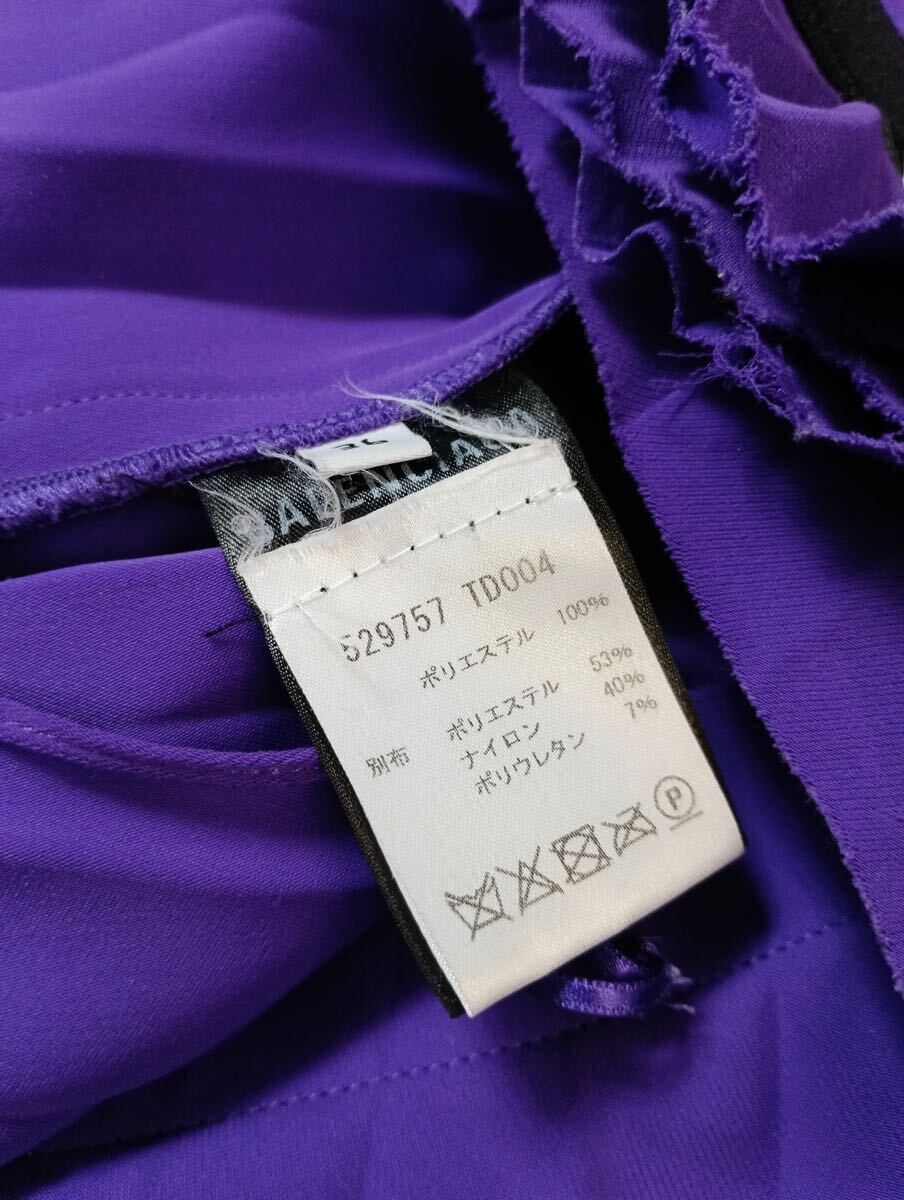 529757 TD004
ポリエステル 100%
別布 ポリエステル 53%
ナイロン 40%
ポリウレタン 7%
P